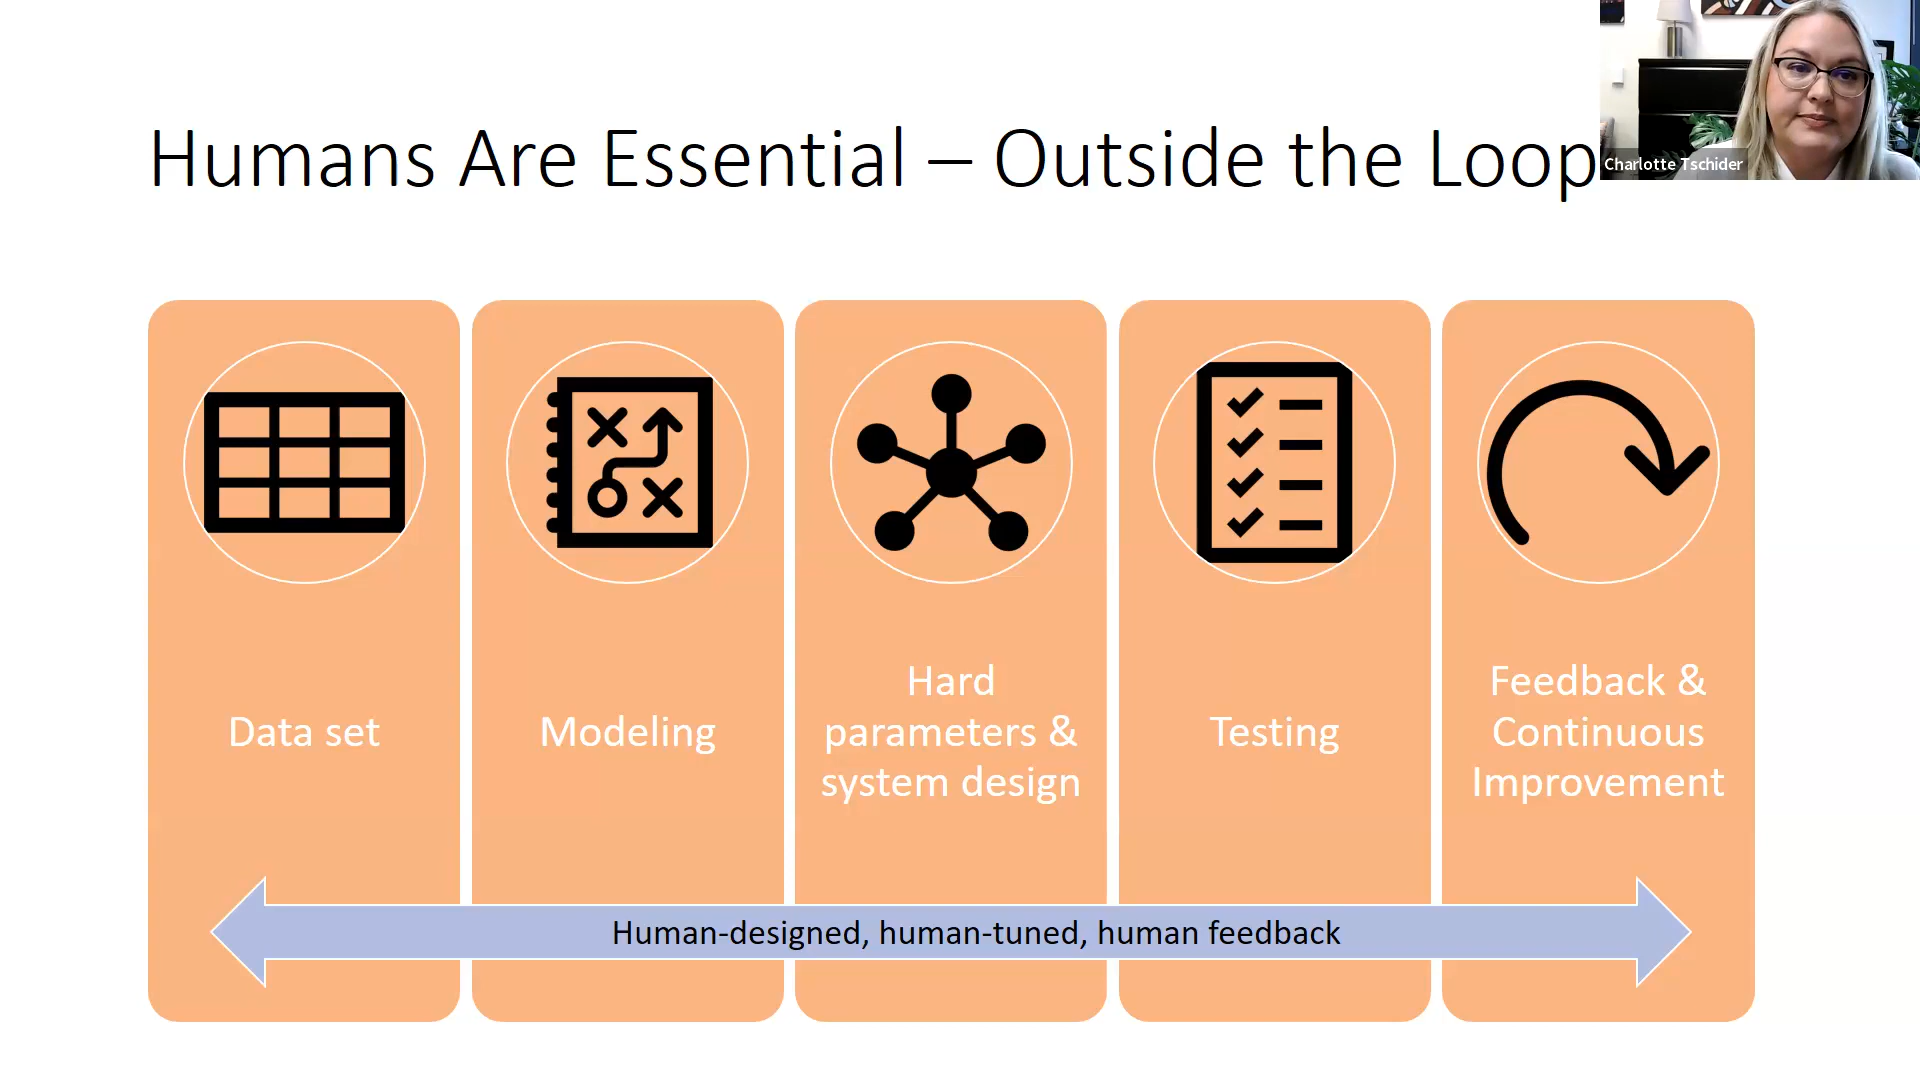 Humans Are Essential – Outside the Loop
Charlotte Tschider
Data set
Modeling
Hard
parameters &
system design
Testing
Feedback &
Continuous
Improvement
Human-designed, human-tuned, human feedback